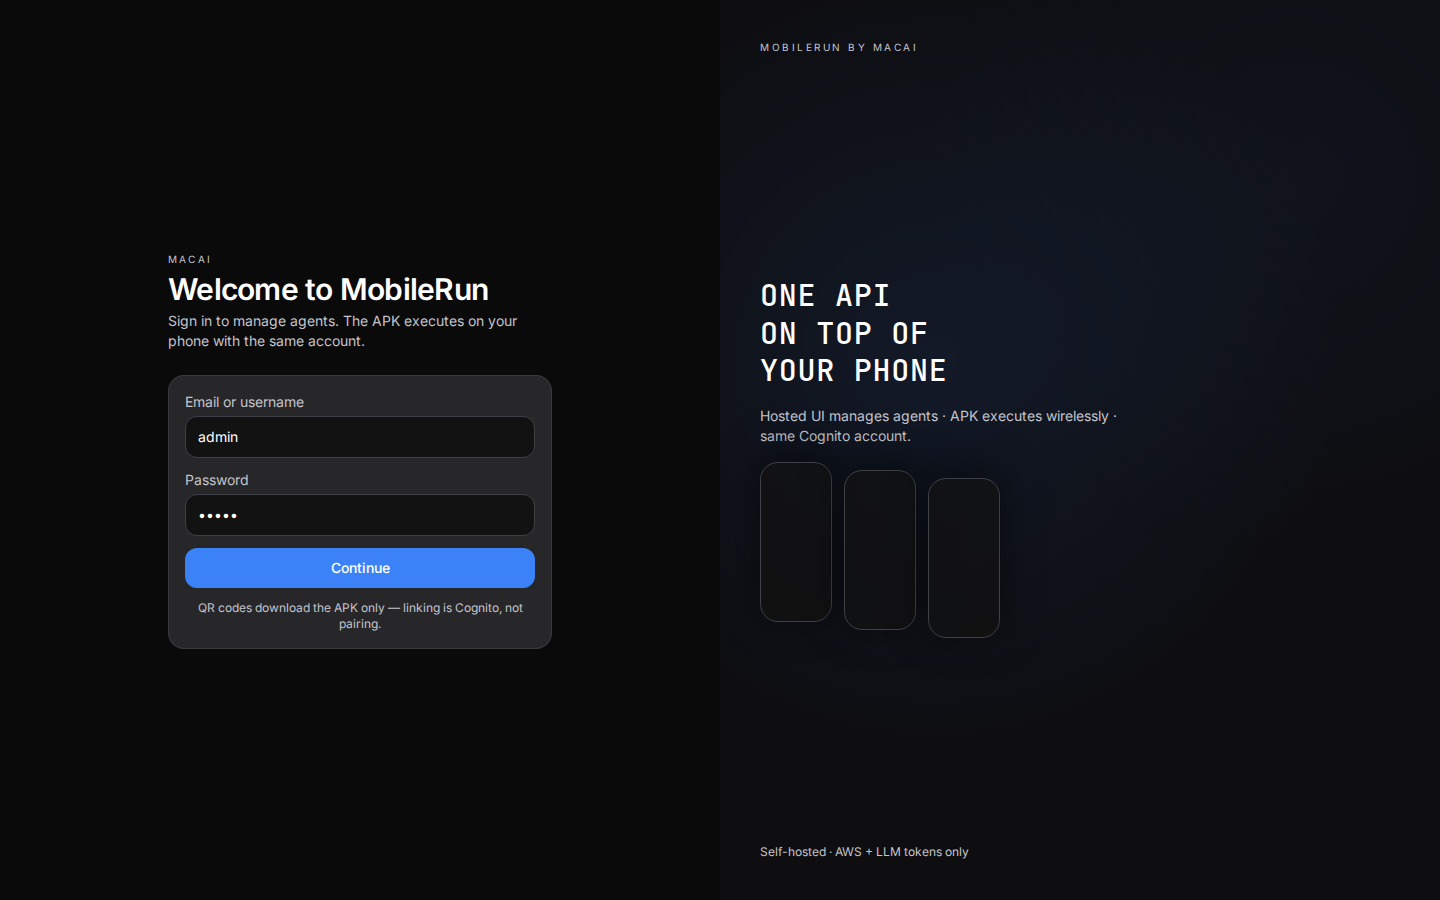 MACAI
Welcome to MobileRun
Sign in to manage agents. The APK executes on your
phone with the same account.
Email or username
admin
Password
•••••
Continue
QR codes download the APK only — linking is Cognito, not
pairing.
MOBILERUN BY MACAI
ONE API
ON TOP OF
YOUR PHONE
Hosted UI manages agents · APK executes wirelessly ·
same Cognito account.
Self-hosted · AWS + LLM tokens only